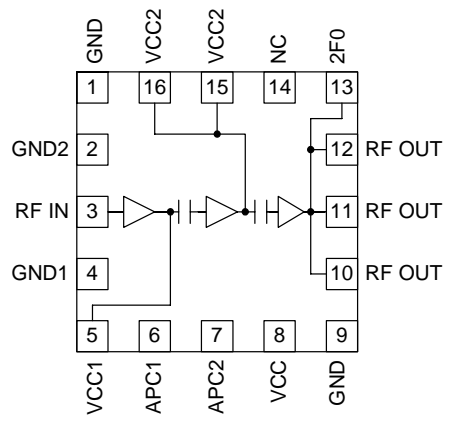 GND
VCC2
VCC2
NC
2F0
1
16
15
14
13
GND2
2
12
RF OUT
RF IN
3
11
RF OUT
GND1
4
10
RF OUT
5
6
7
8
9
VCC1
APC1
APC2
VCC
GND